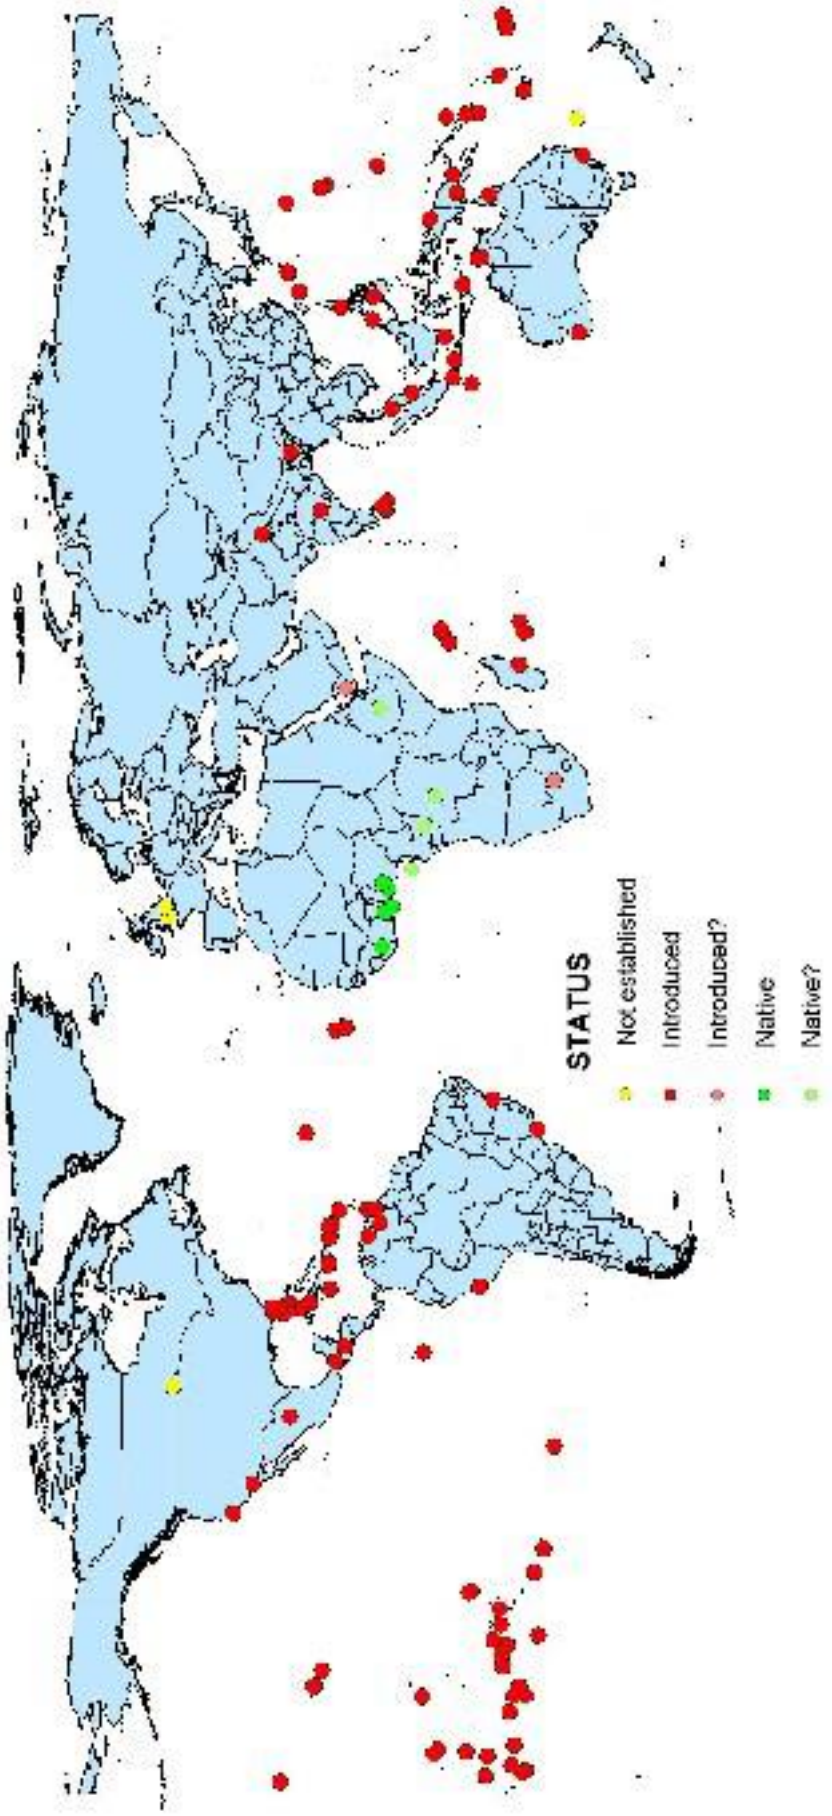 STATUS
Not established
Introduced
Introduced?
Native
Native?